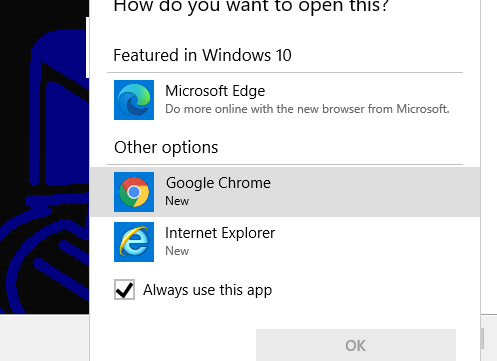 How do you want to open this?
Featured in Windows 10
Microsoft Edge
Do more online with the new browser from Microsoft.
Other options
Google Chrome
New
Internet Explorer
New
Always use this app
OK